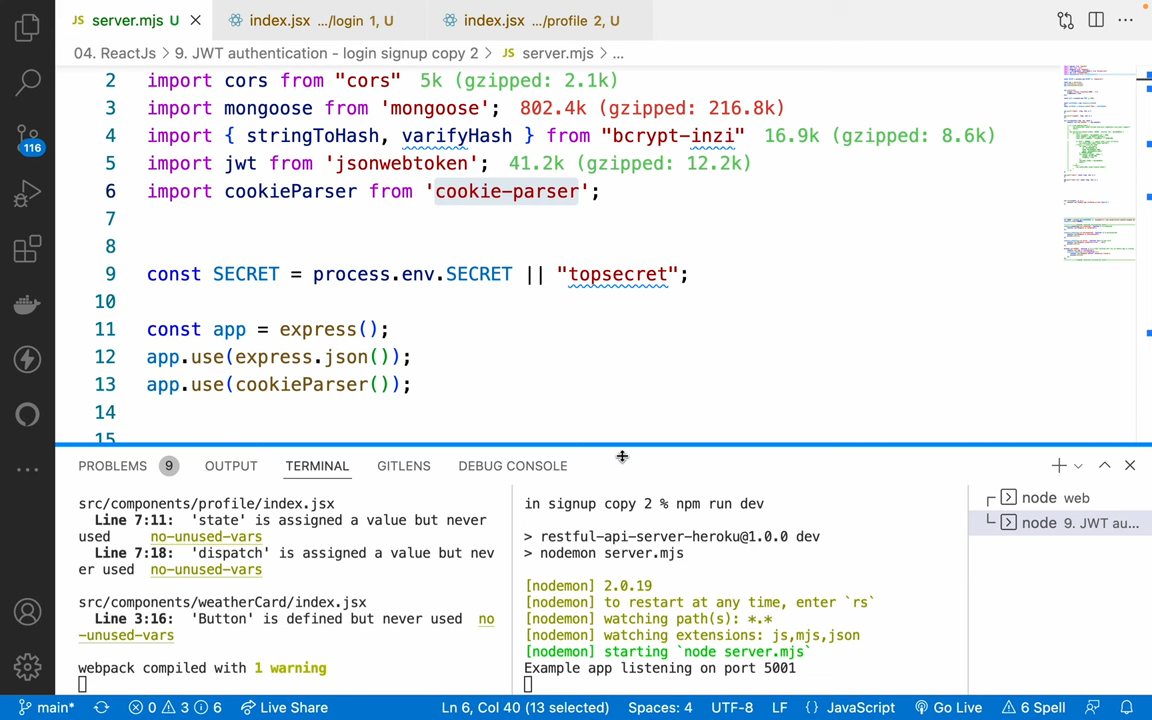 JS server.mjs U
index.jsx .../login 1, U
index.jsx .../profile 2, U
04. ReactJs > 9. JWT authentication - login signup copy 2 > JS server.mjs > ...
2 import cors from "cors" 5k (gzipped: 2.1k)
3 import mongoose from 'mongoose'; 802.4k (gzipped: 216.8k)
4 import { stringToHash, varifyHash } from "bcrypt-inzi" 16.9k (gzipped: 8.6k)
5 import jwt from 'jsonwebtoken'; 41.2k (gzipped: 12.2k)
6 import cookieParser from 'cookie-parser';
7
8
9 const SECRET = process.env.SECRET || "topsecret";
10
11 const app = express();
12 app.use(express.json());
13 app.use(cookieParser());
14
15
116
PROBLEMS 9 OUTPUT TERMINAL GITLENS DEBUG CONSOLE
src/components/profile/index.jsx
Line 7:11: 'state' is assigned a value but never
used no-unused-vars
Line 7:18: 'dispatch' is assigned a value but nev
er used no-unused-vars
src/components/weatherCard/index.jsx
Line 3:16: 'Button' is defined but never used no
-unused-vars
webpack compiled with 1 warning
in signup copy 2 % npm run dev
> restful-api-server-heroku@1.0.0 dev
> nodemon server.mjs
[nodemon] 2.0.19
[nodemon] to restart at any time, enter `rs`
[nodemon] watching path(s): *.*
[nodemon] watching extensions: js,mjs,json
[nodemon] starting `node server.mjs`
Example app listening on port 5001
node web
node 9. JWT au...
main* 0 3 6 Live Share Ln 6, Col 40 (13 selected) Spaces: 4 UTF-8 LF {} JavaScript Go Live 6 Spell